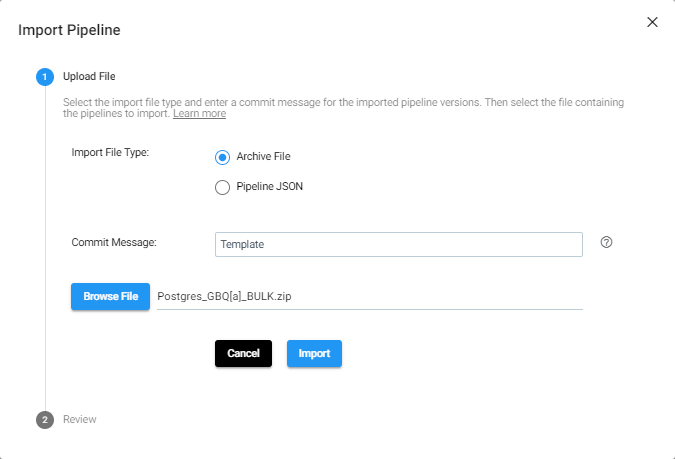 Import Pipeline
1 Upload File
Select the import file type and enter a commit message for the imported pipeline versions. Then select the file containing
the pipelines to import. Learn more
Import File Type:
Archive File
Pipeline JSON
Commit Message: Template ?
Browse File Postgres_GBQ[a]_BULK.zip
Cancel Import
2 Review